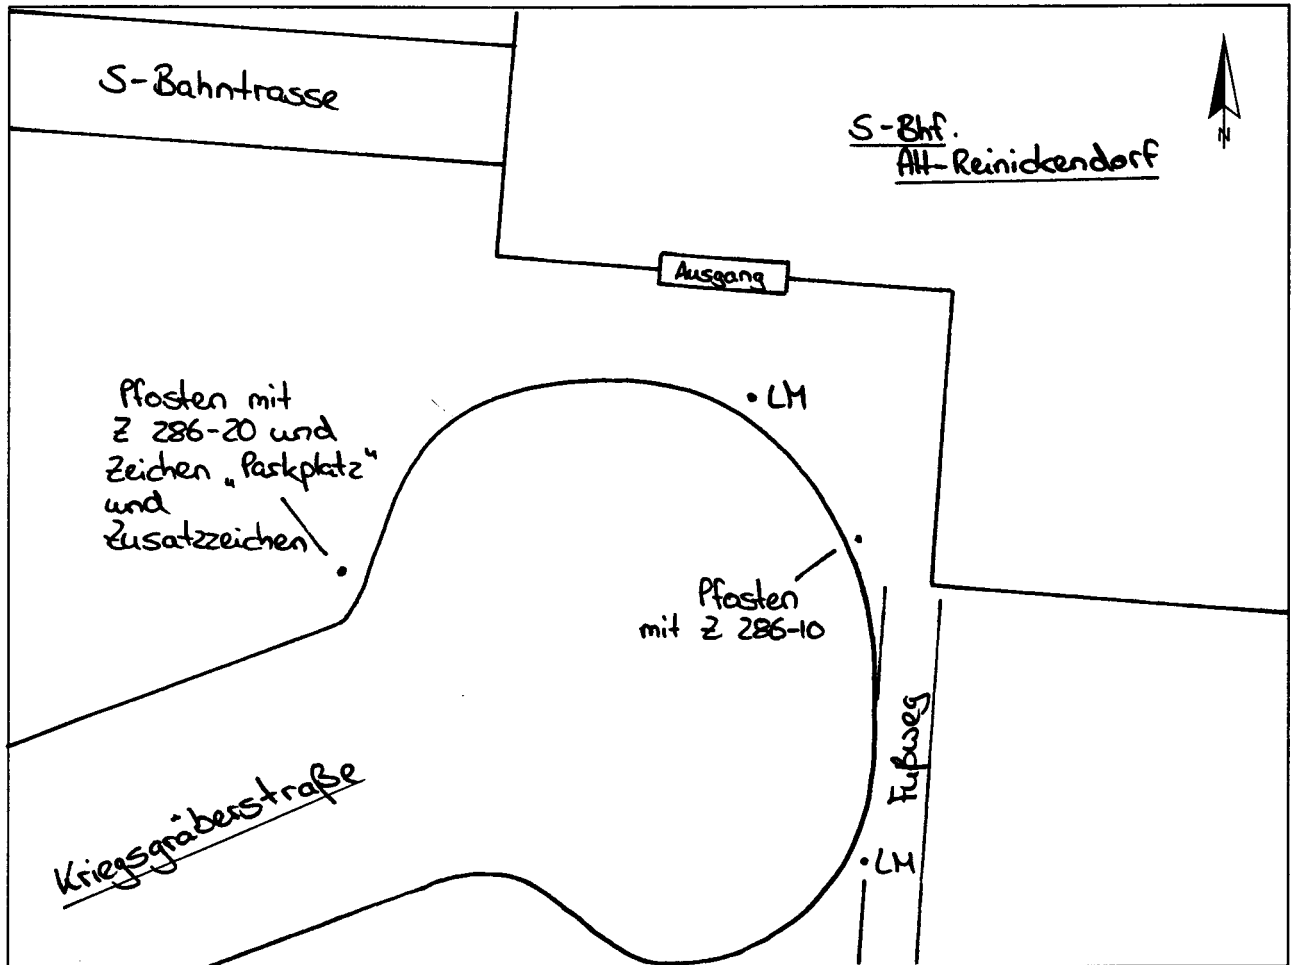 S-Bahntrasse
S-Bhf.
Alt-Reinickendorf
N
Ausgang
Pfosten mit
Z 286-20 und
Zeichen „Parkplatz“
und
Zusatzzeichen
LM
Pfosten
mit Z 286-10
Fußweg
Kriegsgräberstraße
LM